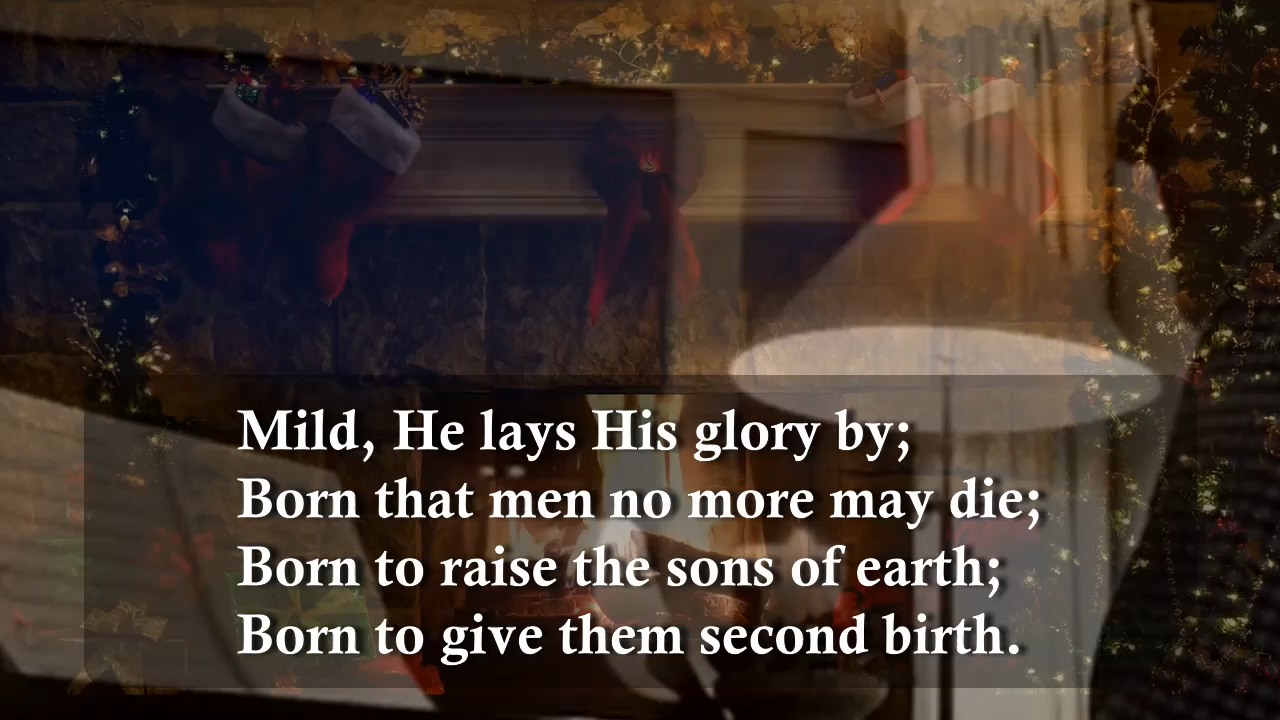 Mild, He lays His glory by;
Born that men no more may die;
Born to raise the sons of earth;
Born to give them second birth.